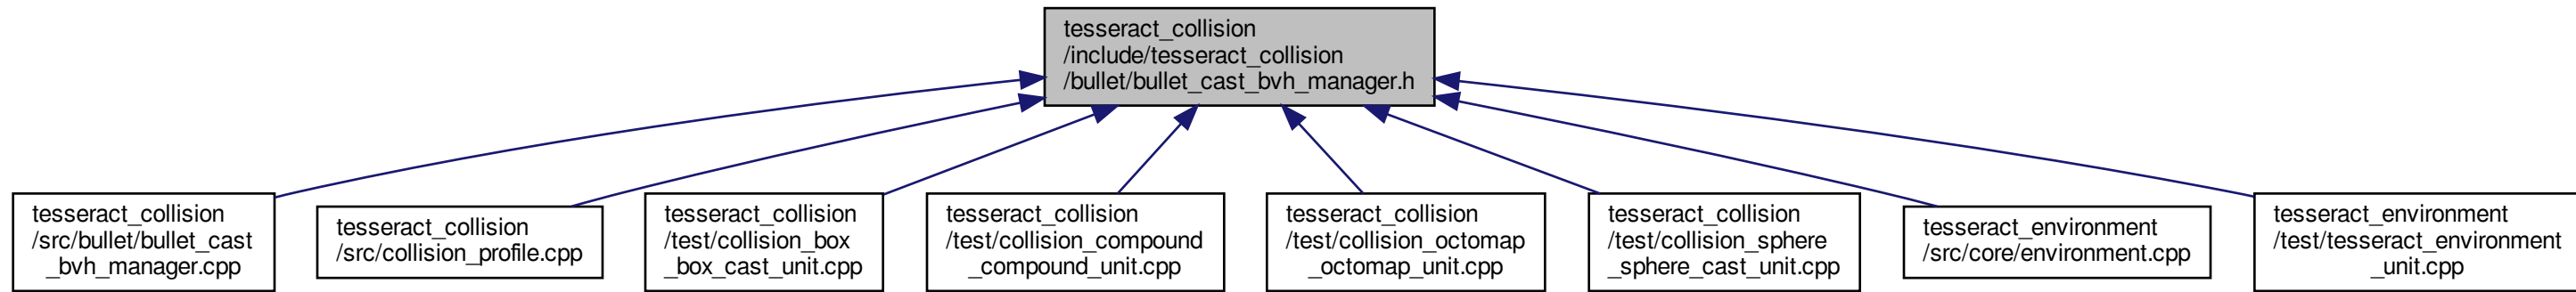 tesseract_collision
/include/tesseract_collision
/bullet/bullet_cast_bvh_manager.h
tesseract_collision
/src/bullet/bullet_cast
_bvh_manager.cpp
tesseract_collision
/src/collision_profile.cpp
tesseract_collision
/test/collision_box
_box_cast_unit.cpp
tesseract_collision
/test/collision_compound
_compound_unit.cpp
tesseract_collision
/test/collision_octomap
_octomap_unit.cpp
tesseract_collision
/test/collision_sphere
_sphere_cast_unit.cpp
tesseract_environment
/src/core/environment.cpp
tesseract_environment
/test/tesseract_environment
_unit.cpp